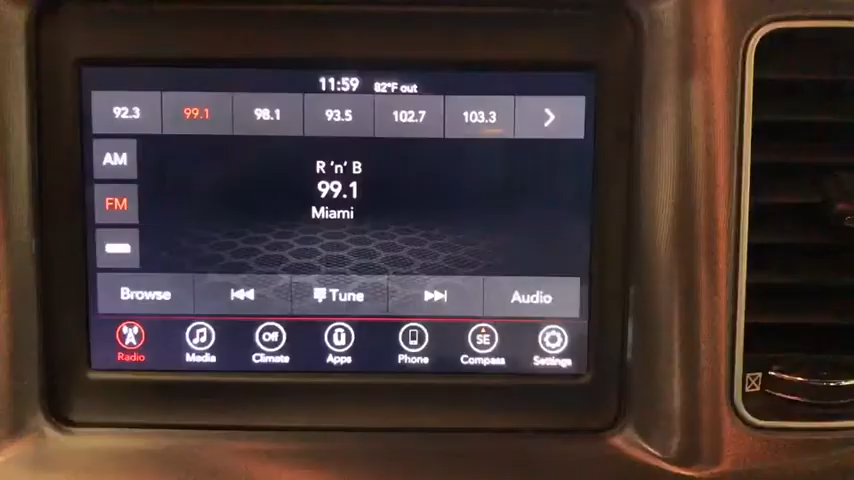 11:59 82°F out
92.3 99.1 98.1 93.5 102.7 103.3
AM
R 'n' B
99.1
FM
Miami
Browse Tune Audio
Off SE
Radio Media Climate Apps Phone Compass Settings